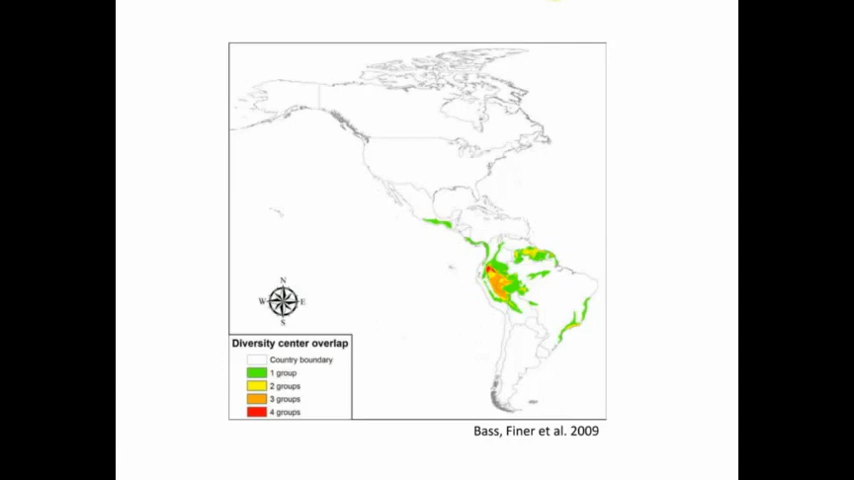 N
W E
S
Diversity center overlap
Country boundary
1 group
2 groups
3 groups
4 groups
Bass, Finer et al. 2009